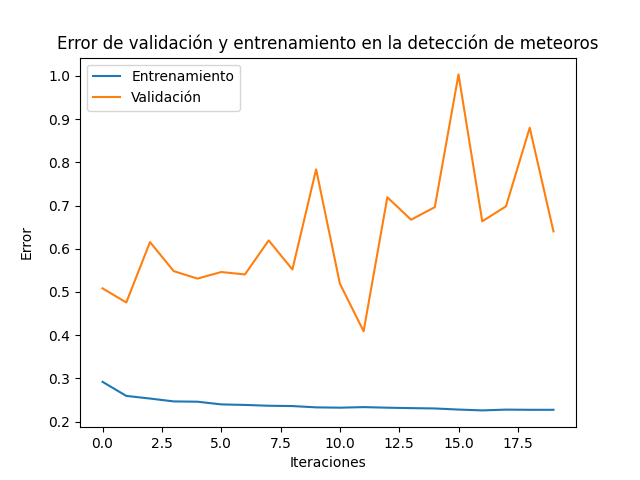 Error de validación y entrenamiento en la detección de meteoros
Entrenamiento
Validación
1.0
0.9
0.8
0.7
0.6
0.5
0.4
0.3
0.2
Error
0.0 2.5 5.0 7.5 10.0 12.5 15.0 17.5
Iteraciones